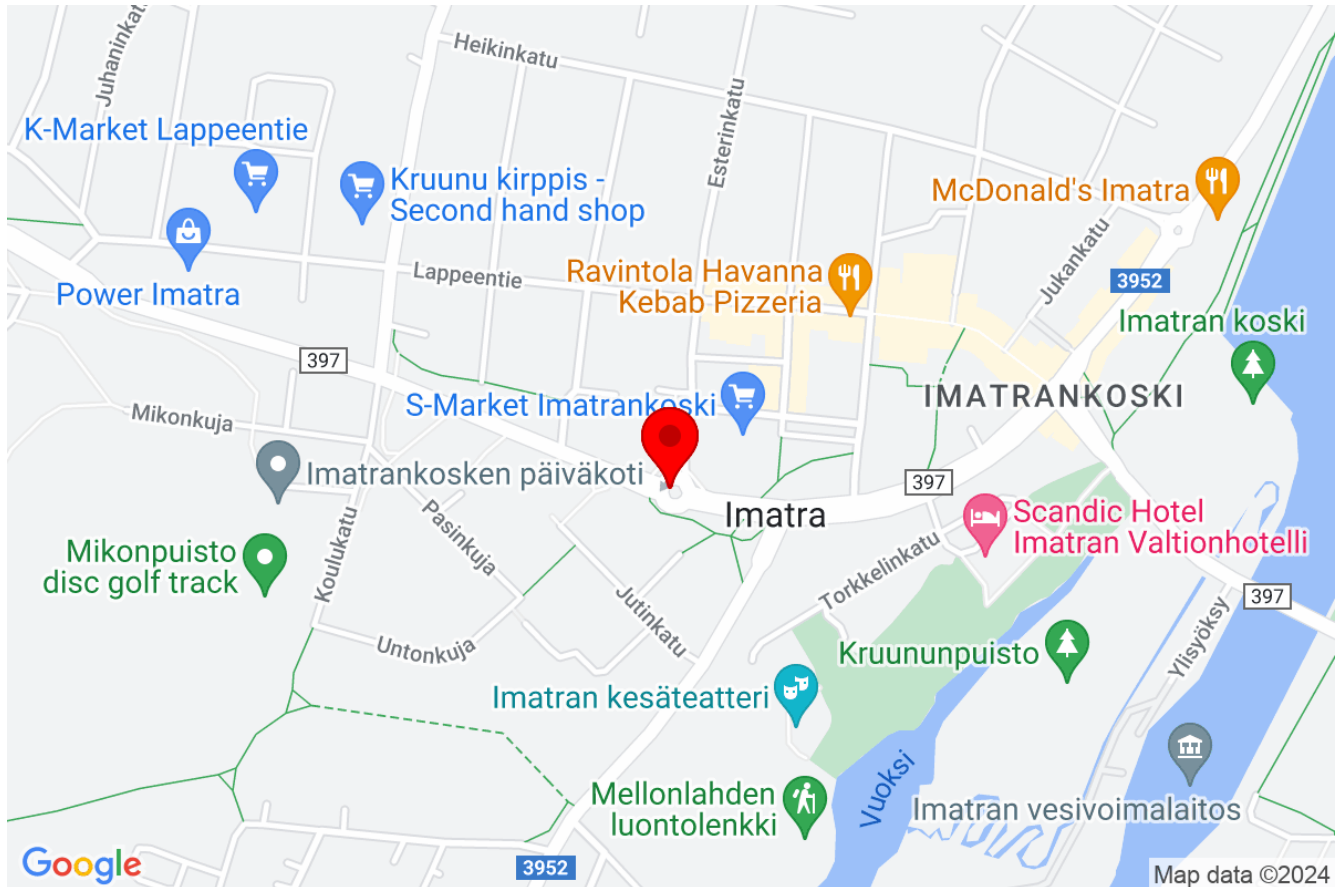 Heikinkatu
Juhaninkatu
K-Market Lappeentie
Esterinkatu
Kruunu kirppis -
Second hand shop
McDonald's Imatra
Jukankatu
Lappeentie
Ravintola Havanna
Kebab Pizzeria
3952
Power Imatra
Imatran koski
397
S-Market Imatrankoski
IMATRANKOSKI
Mikonkuja
Imatrankosken päiväkoti
397
Imatra
Scandic Hotel
Imatran Valtionhotelli
Koulukatu
Pasinkuja
Mikonpuisto
disc golf track
Torkkelinkatu
397
Jutinkatu
Untonkuja
Kruununpuisto
Ylisyöksy
Imatran kesäteatteri
Vuoksi
Mellonlahden
luontolenkki
Imatran vesivoimalaitos
Google
3952
Map data ©2024